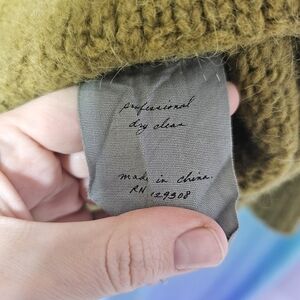 professional
dry clean
made in china.
RN 129308